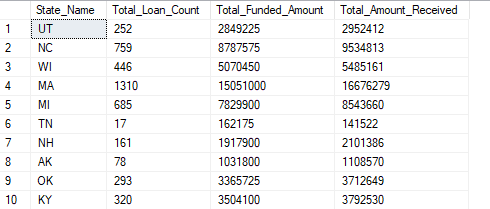 State_Name Total_Loan_Count Total_Funded_Amount Total_Amount_Received
1 UT 252 2849225 2952412
2 NC 759 8787575 9534813
3 WI 446 5070450 5485161
4 MA 1310 15051000 16676279
5 MI 685 7829900 8543660
6 TN 17 162175 141522
7 NH 161 1917900 2101386
8 AK 78 1031800 1108570
9 OK 293 3365725 3712649
10 KY 320 3504100 3792530